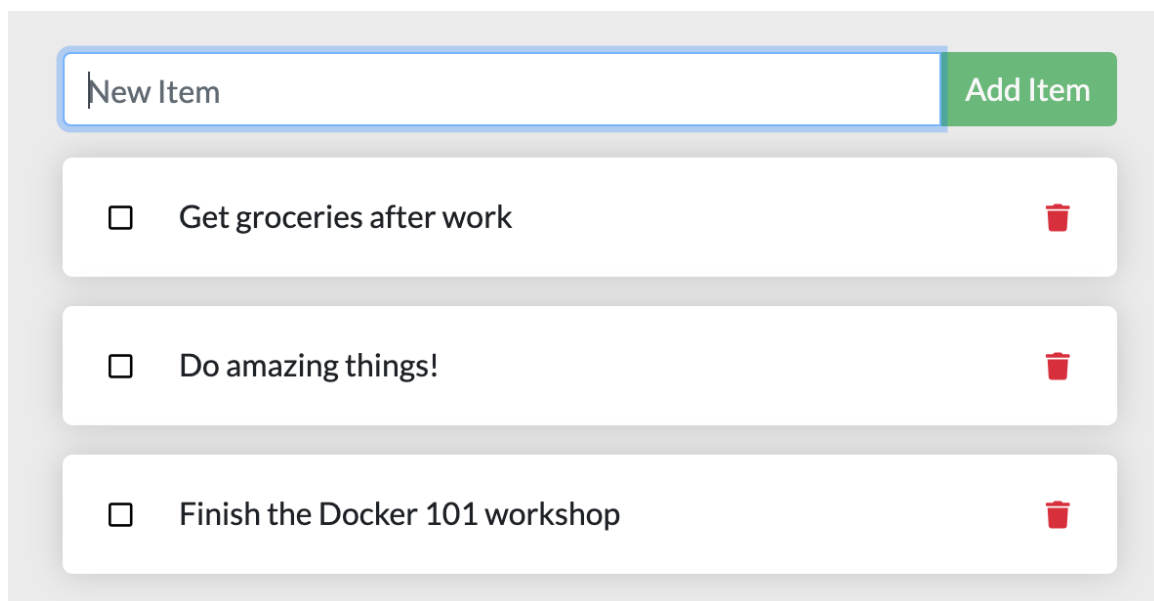 New Item
Add Item
Get groceries after work
Do amazing things!
Finish the Docker 101 workshop